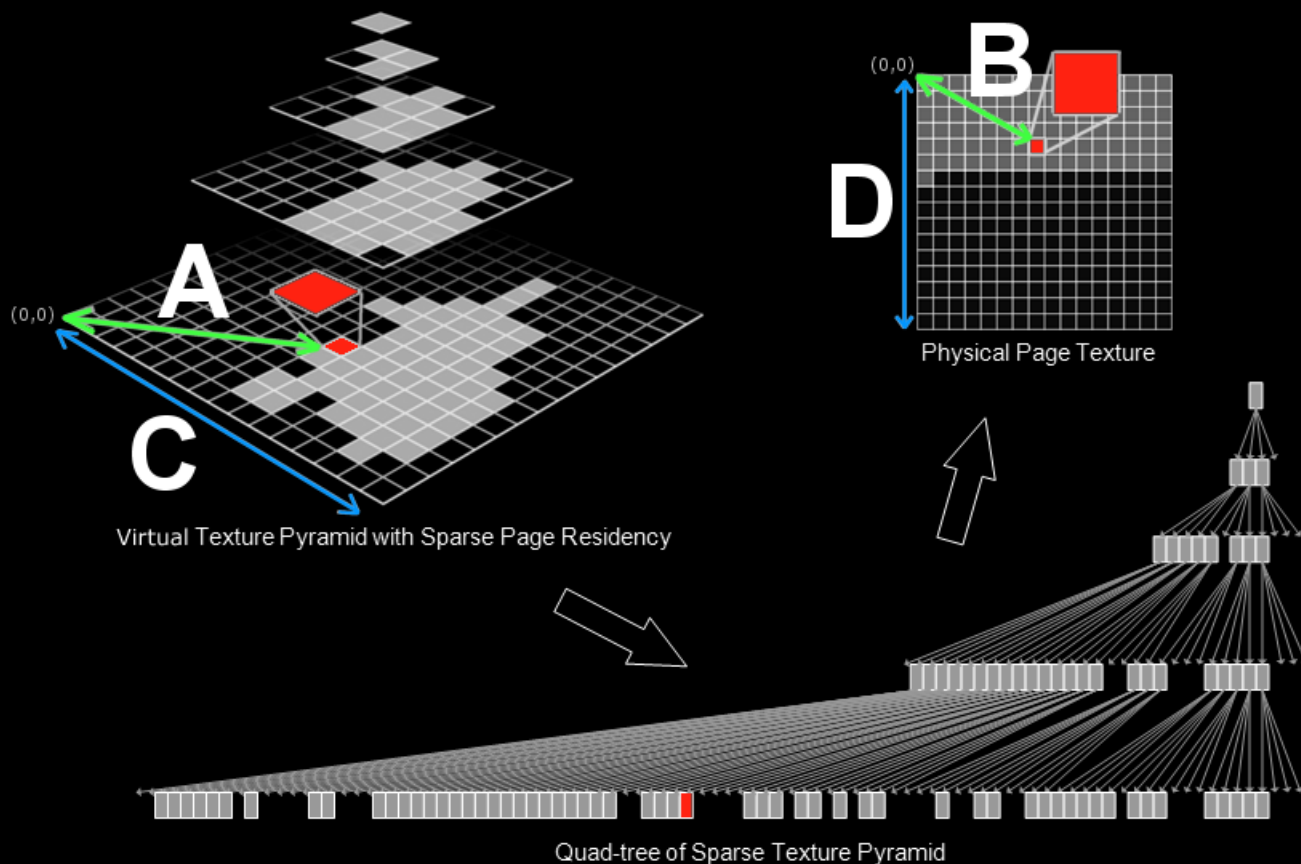 A
B
C
D
(0,0)
(0,0)
Virtual Texture Pyramid with Sparse Page Residency
Physical Page Texture
Quad-tree of Sparse Texture Pyramid